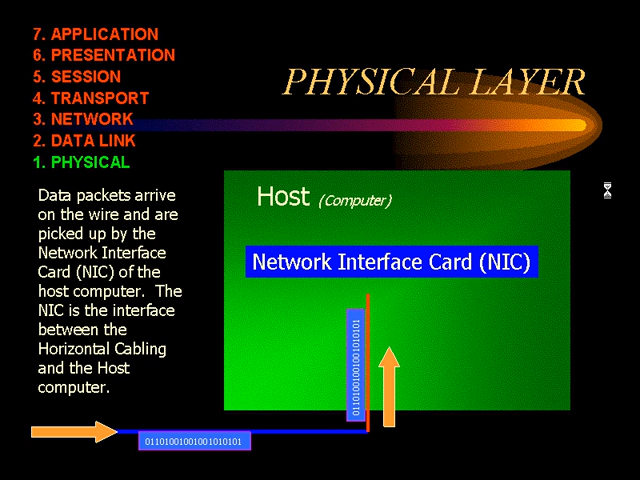 7. APPLICATION
6. PRESENTATION
5. SESSION
4. TRANSPORT
3. NETWORK
2. DATA LINK
1. PHYSICAL
PHYSICAL LAYER
Data packets arrive
on the wire and are
picked up by the
Network Interface
Card (NIC) of the
host computer. The
NIC is the interface
between the
Horizontal Cabling
and the Host
computer.
Host (Computer)
Network Interface Card (NIC)
01101001001001010101
01101001001001010101